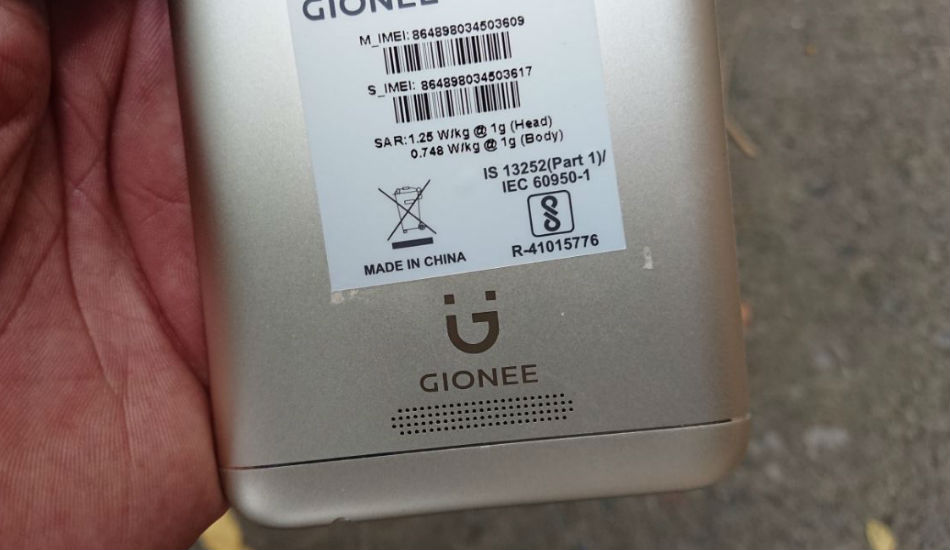 GIONEE
M_IMEI: 864898034503609
S_IMEI: 864898034503617
SAR:1.25 W/kg @ 1g (Head)
0.748 W/kg @ 1g (Body)
IS 13252(Part 1)/
IEC 60950-1
R-41015776
MADE IN CHINA
GIONEE